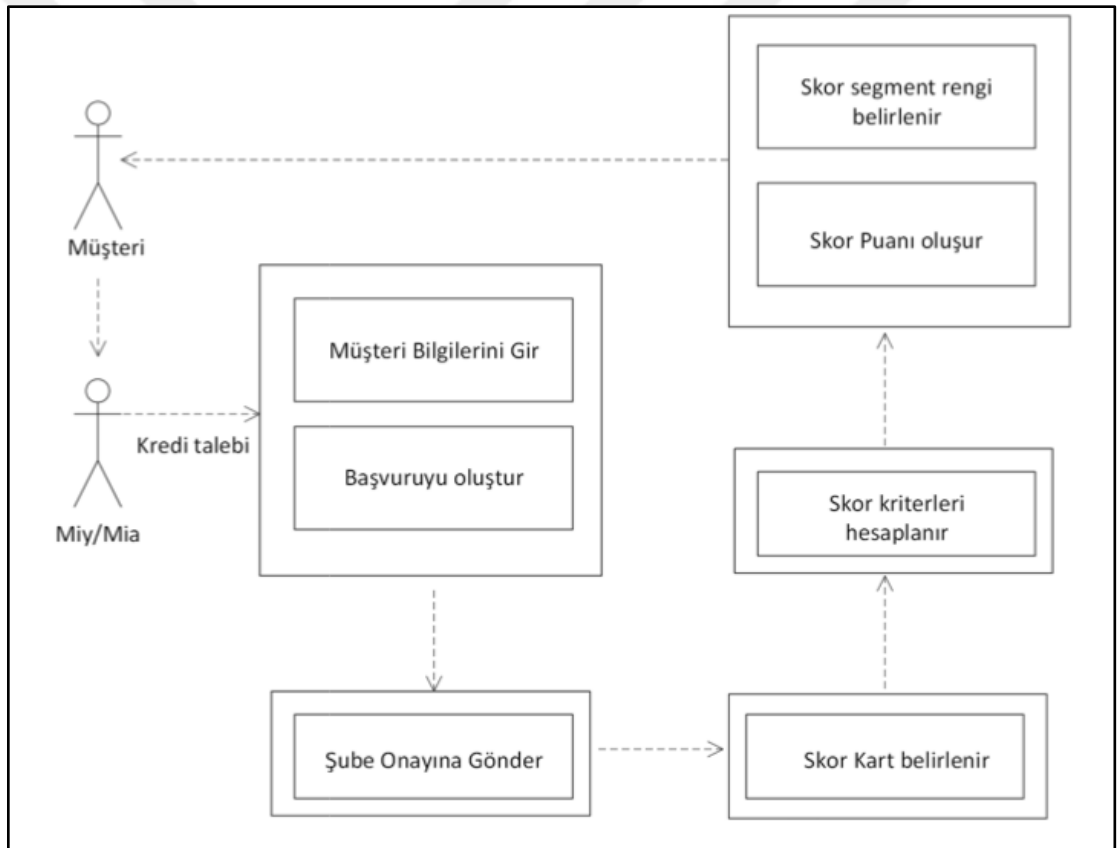 Skor segment rengi
belirlenir
Skor Puanı oluşur
Müşteri
Müşteri Bilgilerini Gir
Başvuruyu oluştur
Kredi talebi
Miy/Mia
Skor kriterleri
hesaplanır
Şube Onayına Gönder
Skor Kart belirlenir